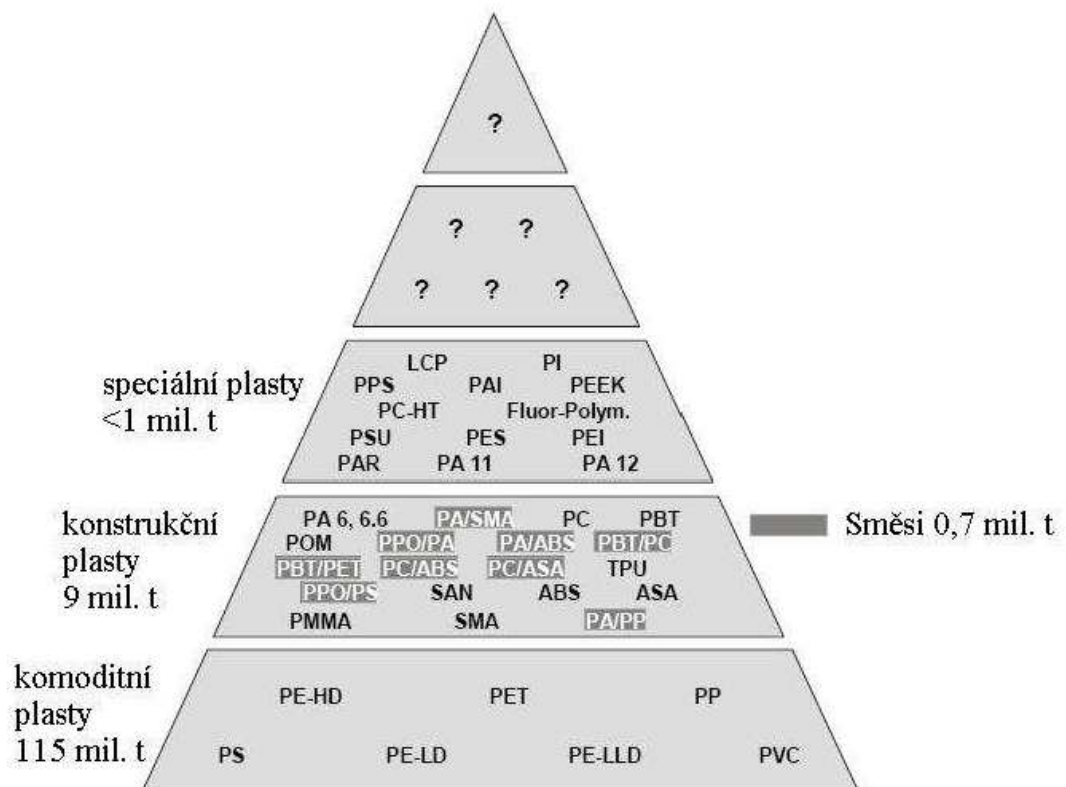 ?
? ?
? ? ?
speciální plasty
<1 mil. t
LCP PI
PPS PAI PEEK
PC-HT Fluor-Polym.
PSU PES PEI
PAR PA 11 PA 12
konstrukční
plasty
9 mil. t
PA 6, 6.6 PA/SMA PC PBT
POM PPO/PA PA/ABS PBT/PC
PBT/PET PC/ABS PC/ASA TPU
PPO/PS SAN ABS ASA
PMMA SMA PA/PP
Směsi 0,7 mil. t
komoditní
plasty
115 mil. t
PE-HD PET PP
PS PE-LD PE-LLD PVC